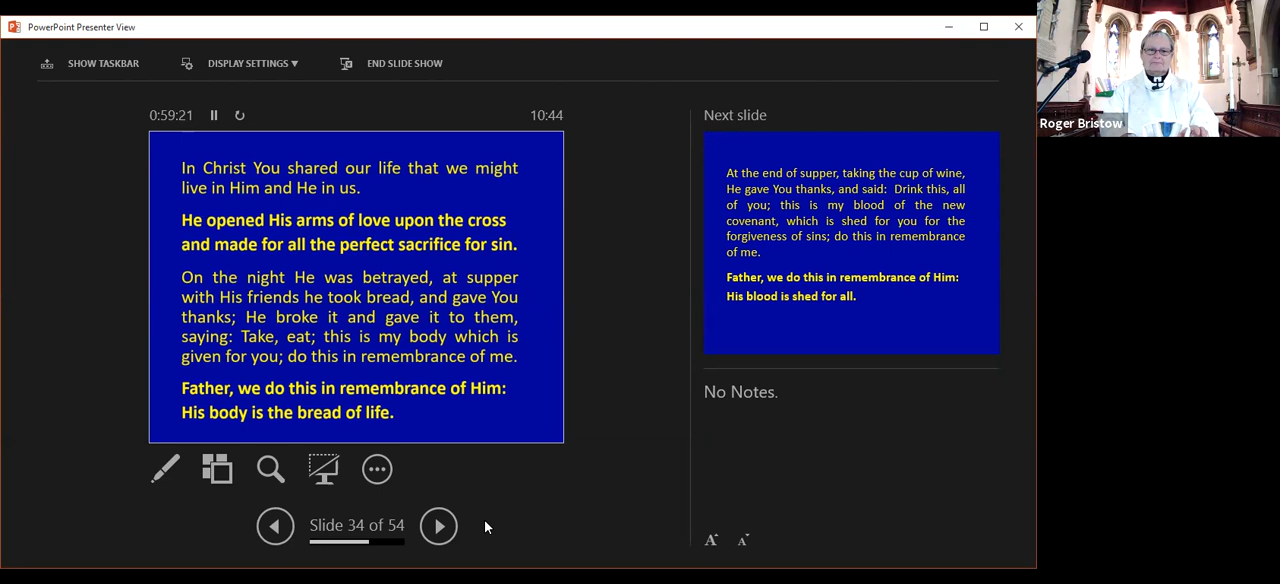 PowerPoint Presenter View
SHOW TASKBAR
DISPLAY SETTINGS ▼
END SLIDE SHOW
0:59:21
10:44
In Christ You shared our life that we might
live in Him and He in us.
He opened His arms of love upon the cross
and made for all the perfect sacrifice for sin.
On the night He was betrayed, at supper
with His friends he took bread, and gave You
thanks; He broke it and gave it to them,
saying: Take, eat; this is my body which is
given for you; do this in remembrance of me.
Father, we do this in remembrance of Him:
His body is the bread of life.
Slide 34 of 54
Next slide
At the end of supper, taking the cup of wine,
He gave You thanks, and said: Drink this, all
of you; this is my blood of the new
covenant, which is shed for you for the
forgiveness of sins; do this in remembrance
of me.
Father, we do this in remembrance of Him:
His blood is shed for all.
No Notes.
A A
Roger Bristow